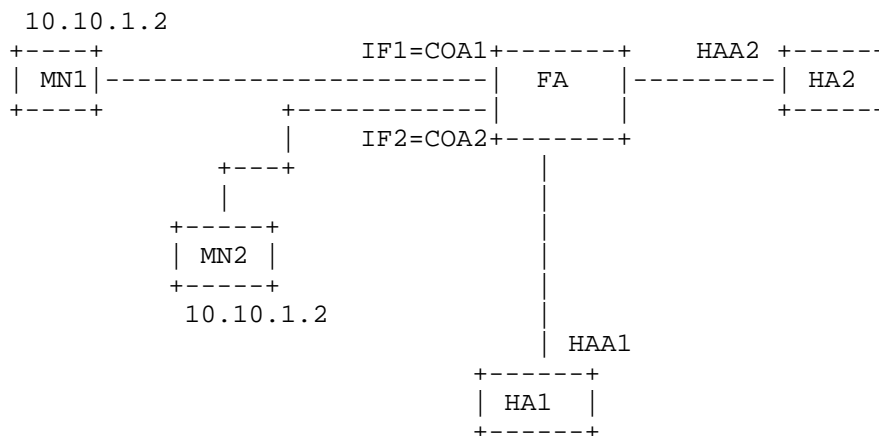 10.10.1.2
IF1=COA1 HAA2
MN1 FA HA2
IF2=COA2
MN2
10.10.1.2
HAA1
HA1